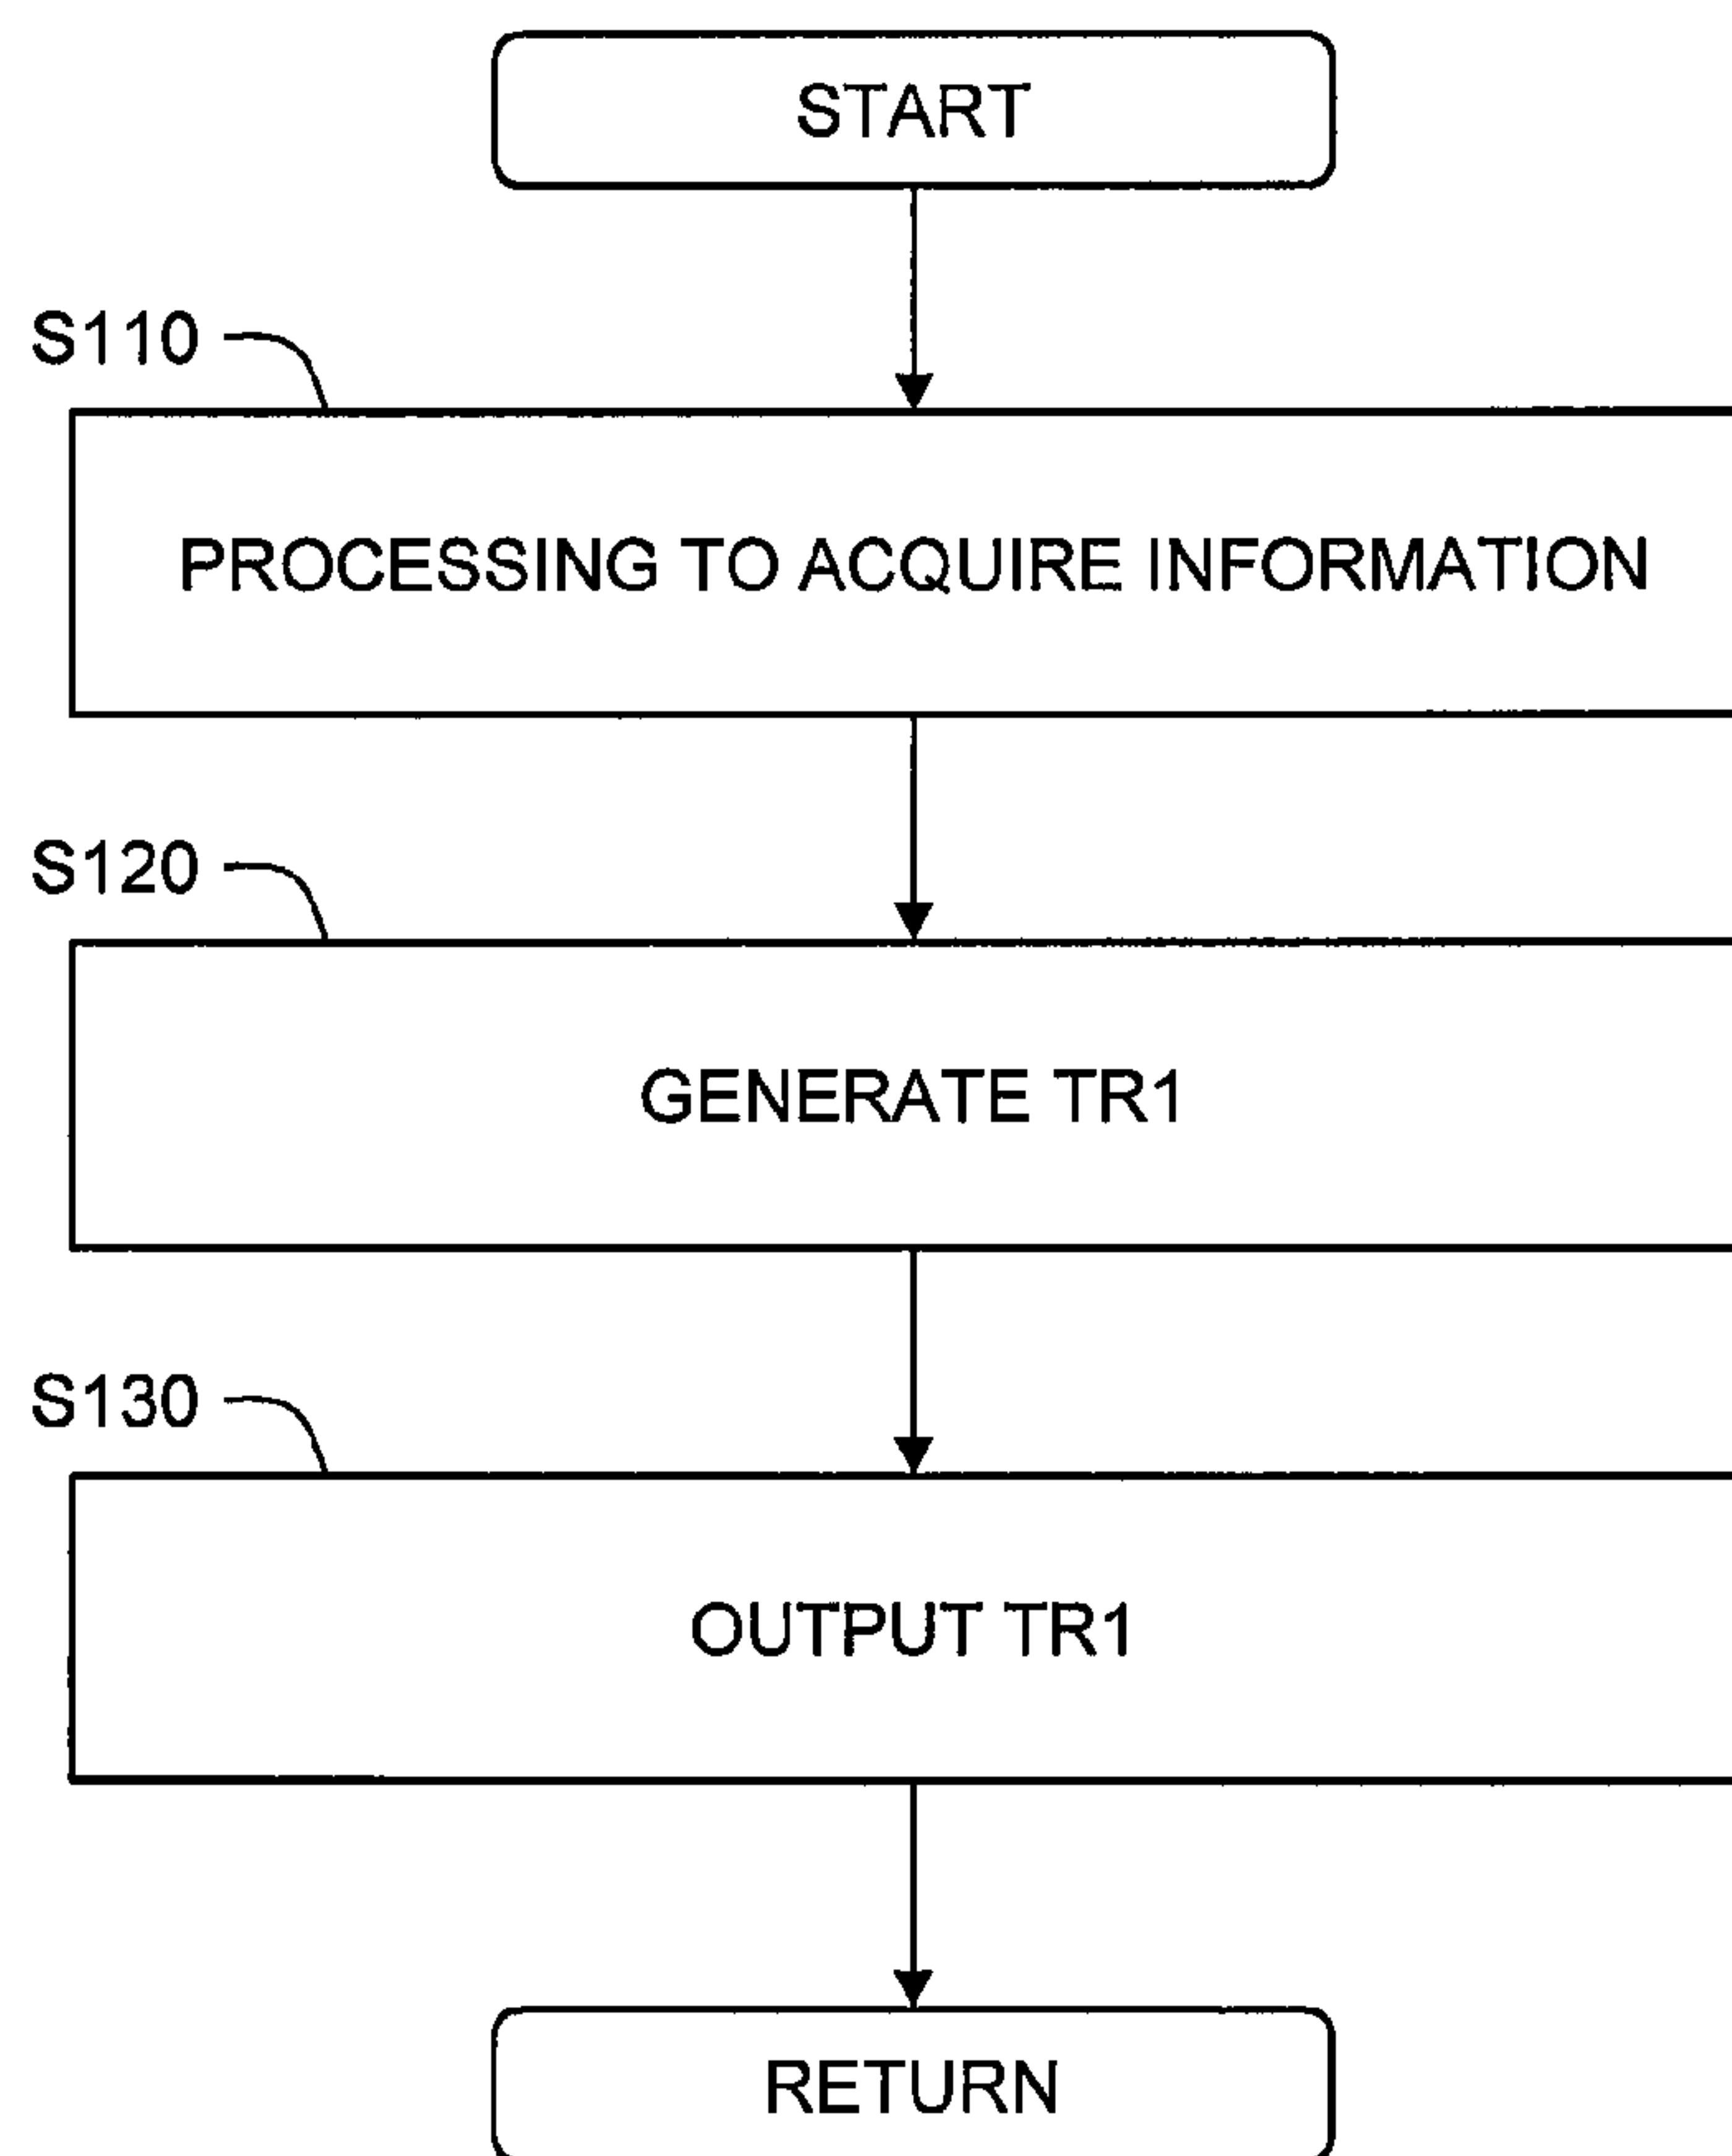 START
S110
PROCESSING TO ACQUIRE INFORMATION
S120
GENERATE TR1
S130
OUTPUT TR1
RETURN